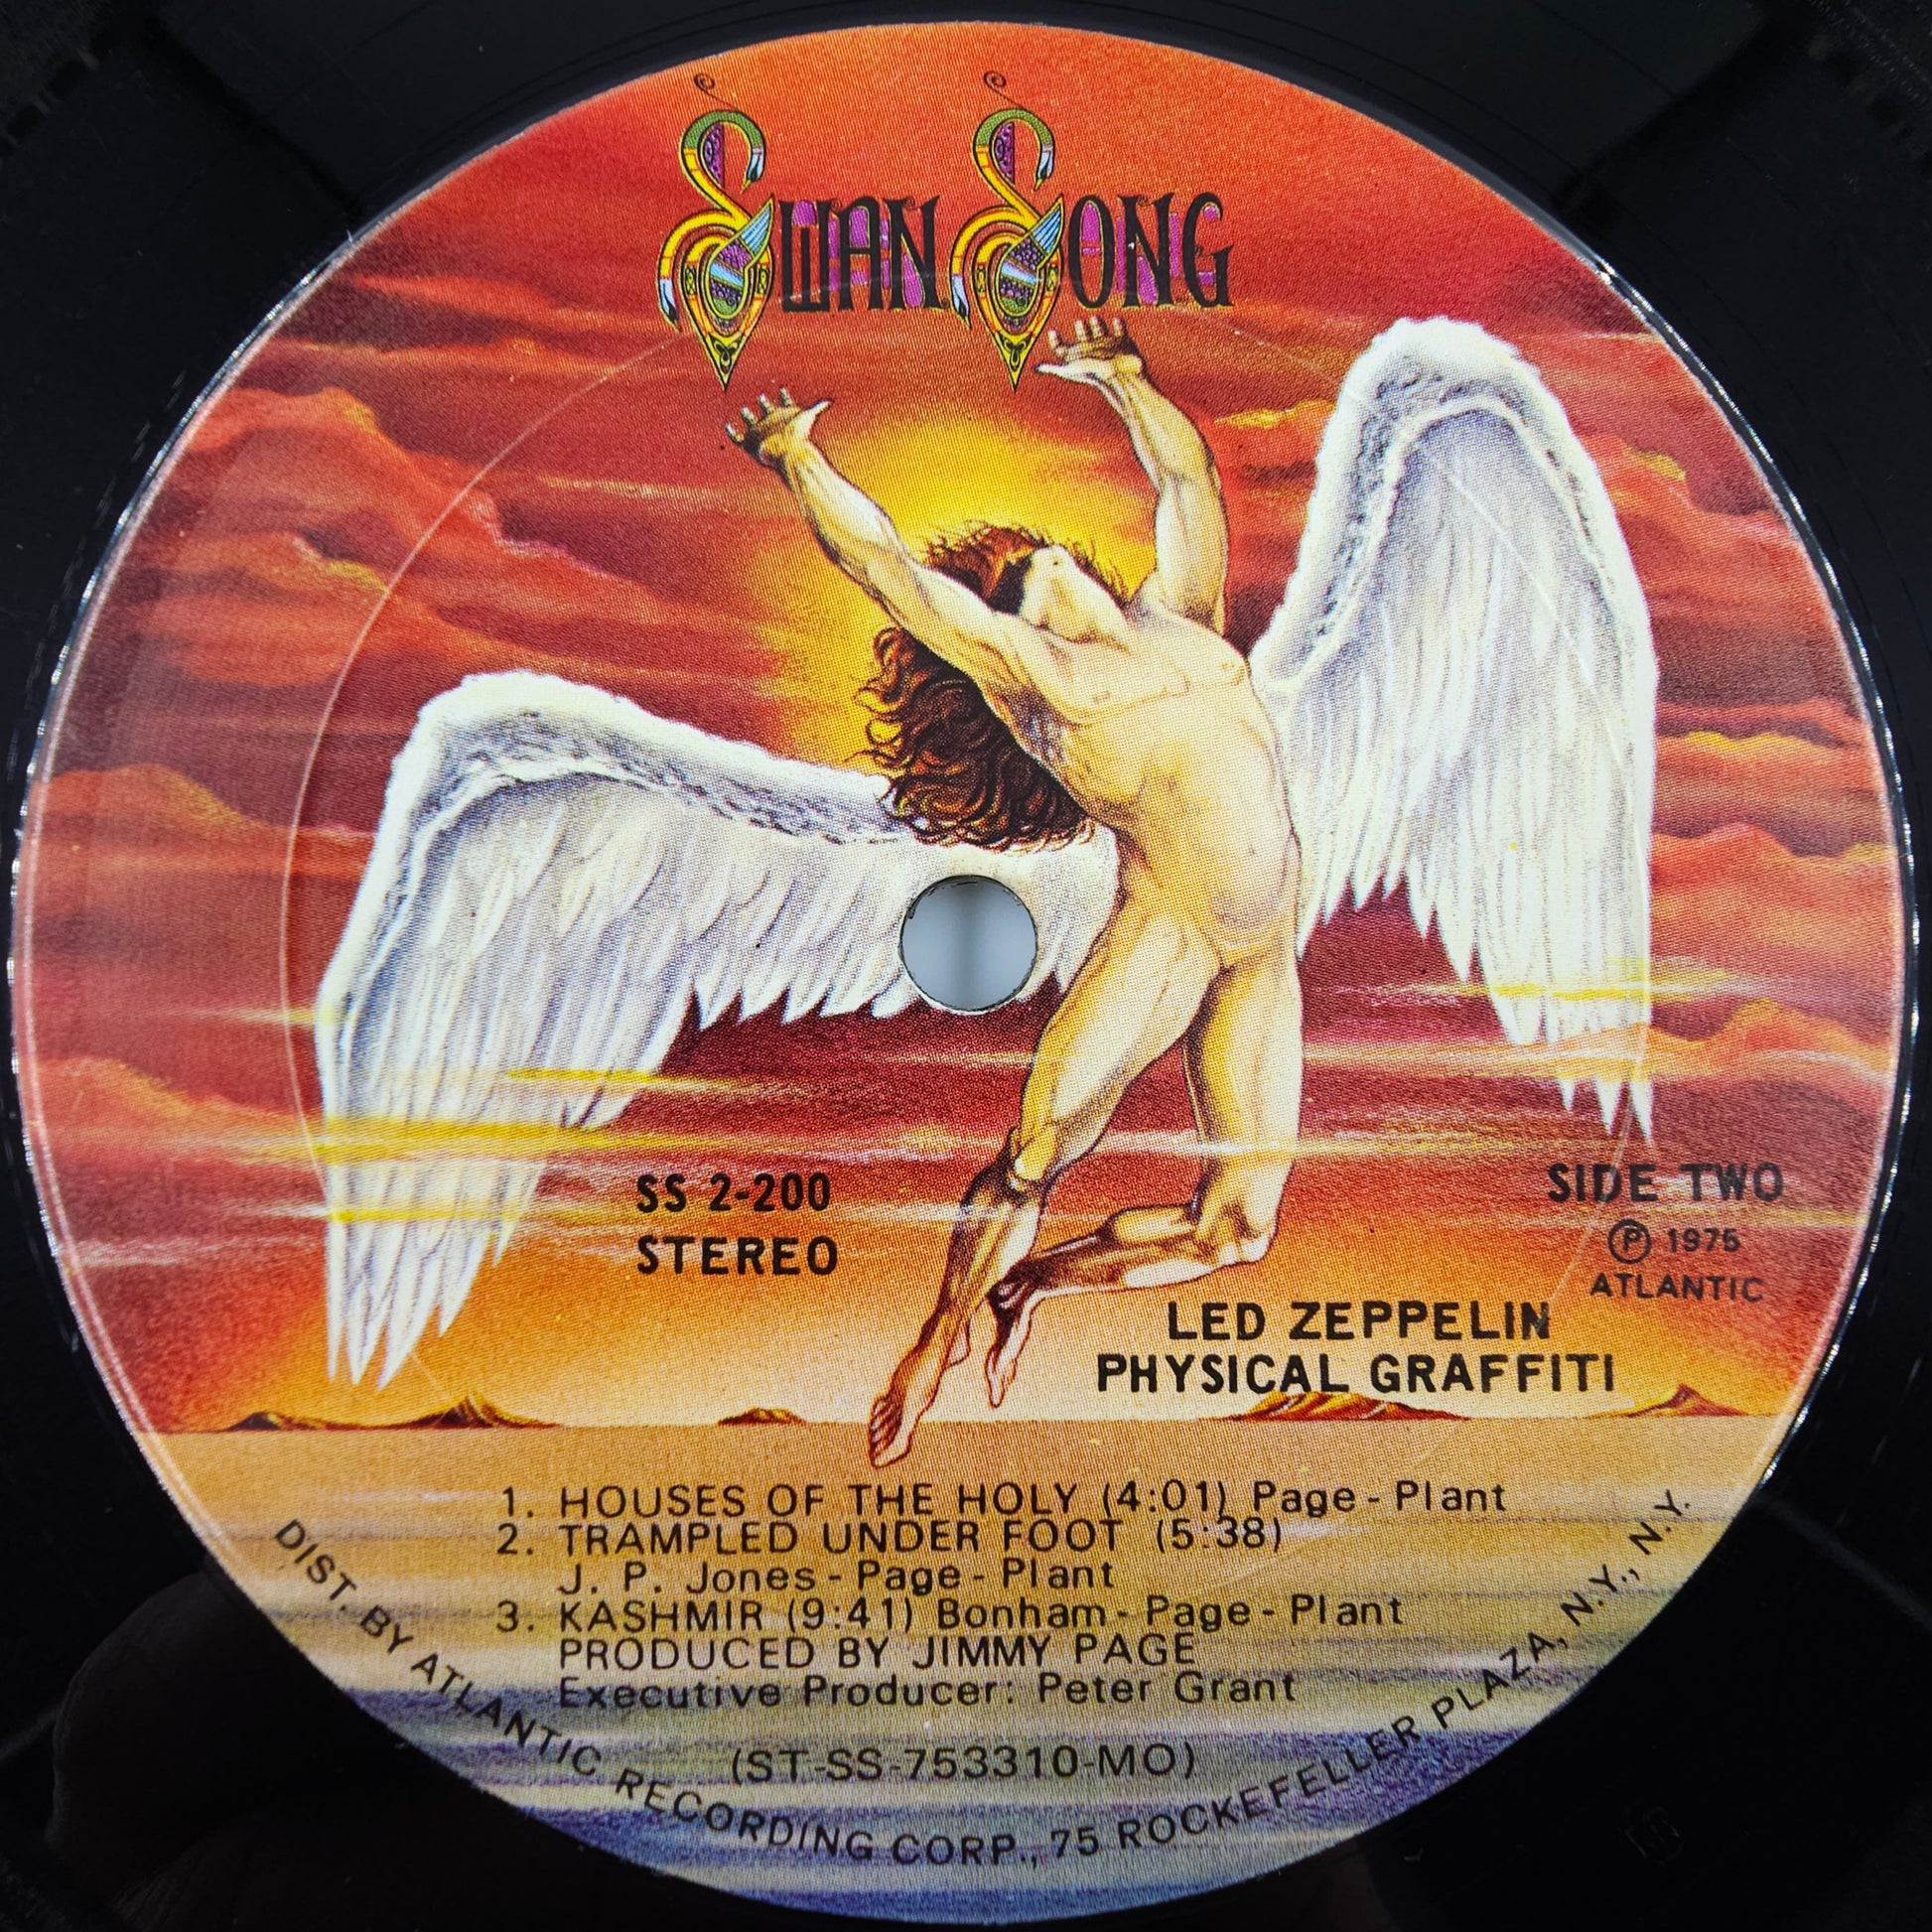 SWAN SONG
SS 2-200
STEREO
SIDE TWO
℗ 1975
ATLANTIC
LED ZEPPELIN
PHYSICAL GRAFFITI
1. HOUSES OF THE HOLY (4:01) Page-Plant
2. TRAMPLED UNDER FOOT (5:38)
J. P. Jones-Page-Plant
3. KASHMIR (9:41) Bonham-Page-Plant
PRODUCED BY JIMMY PAGE
Executive Producer: Peter Grant
(ST-SS-753310-MO)
DIST. BY ATLANTIC RECORDING CORP., 75 ROCKEFELLER PLAZA, N.Y., N.Y.